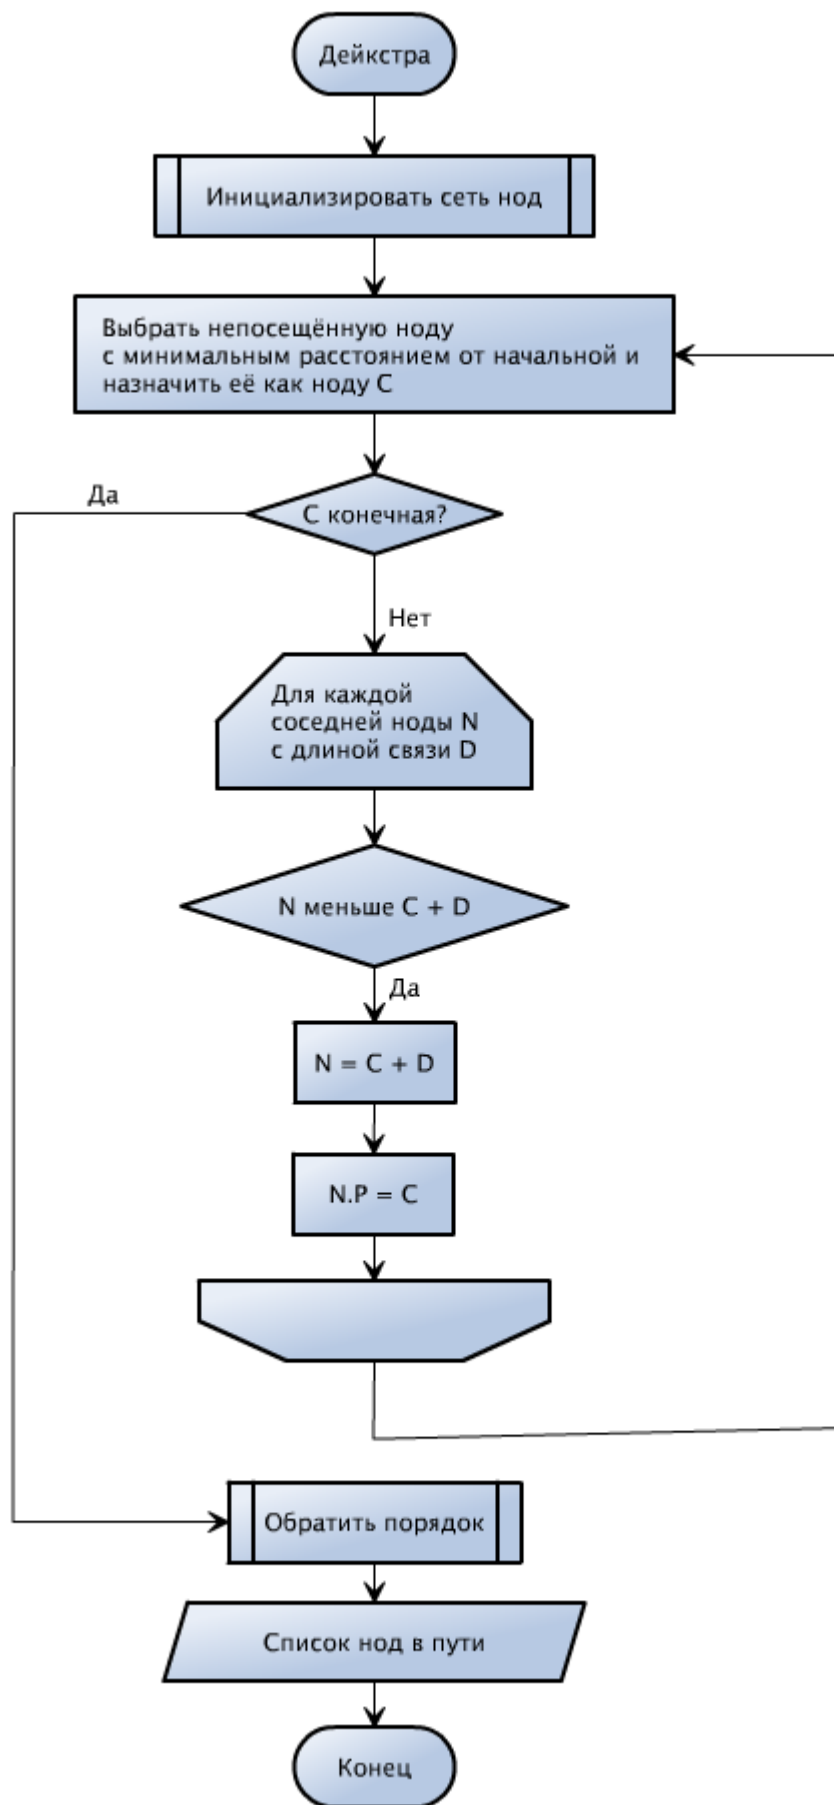 Дейкстра
Инициализировать сеть нод
Выбрать непосещённую ноду
с минимальным расстоянием от начальной и
назначить её как ноду C
Да
C конечная?
Нет
Для каждой
соседней ноды N
с длиной связи D
N меньше C + D
Да
N = C + D
N.P = C
Обратить порядок
Список нод в пути
Конец